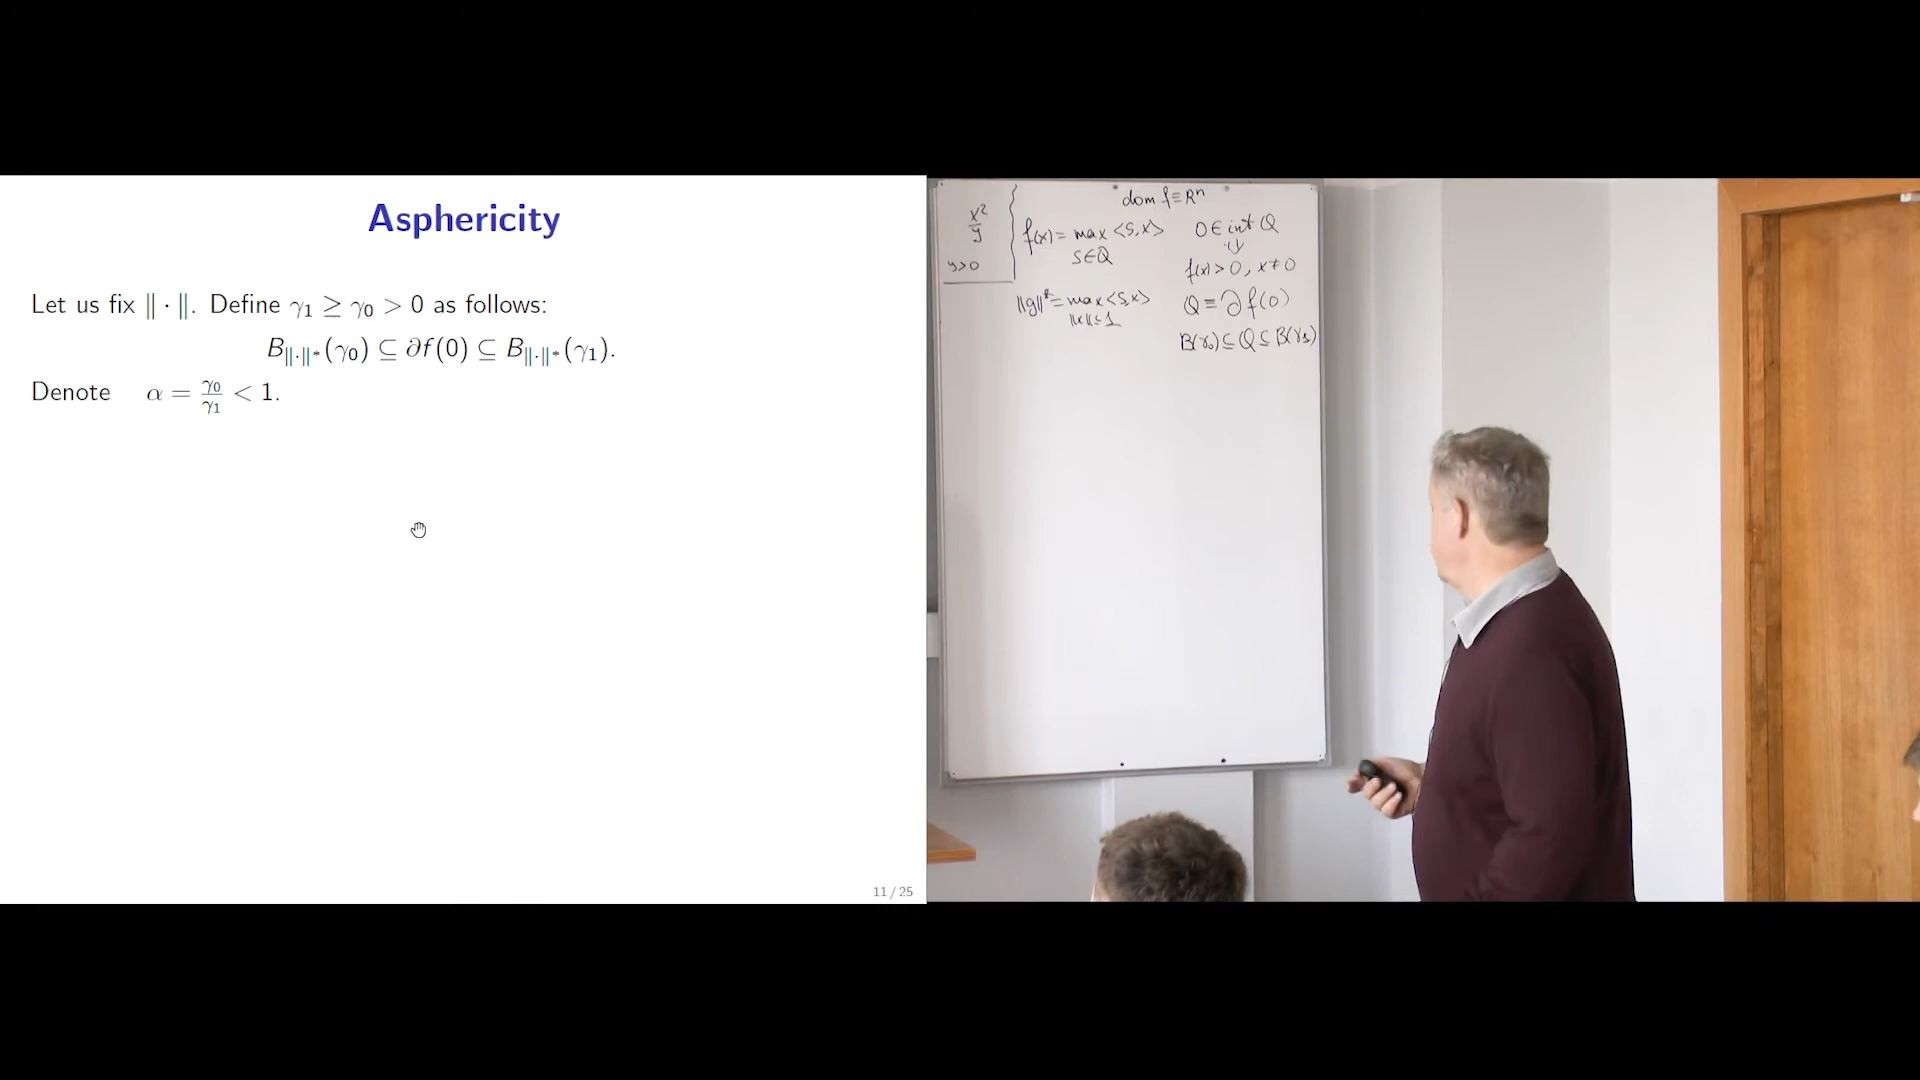 Asphericity
Let us fix ‖ · ‖. Define γ₁ ≥ γ₀ > 0 as follows:
B‖·‖*(γ₀) ⊆ ∂f(0) ⊆ B‖·‖*(γ₁).
Denote α = γ₀/γ₁ < 1.
11 / 25
x²/y
y>0
dom f ≡ Rⁿ
f(x) = max <s,x>
s∈Q
‖g‖* = max <s,x>
‖x‖≤1
0 ∈ int Q
⇓
f(x) > 0, x ≠ 0
Q ≡ ∂f(0)
B(γ₀) ⊆ Q ⊆ B(γ₁)